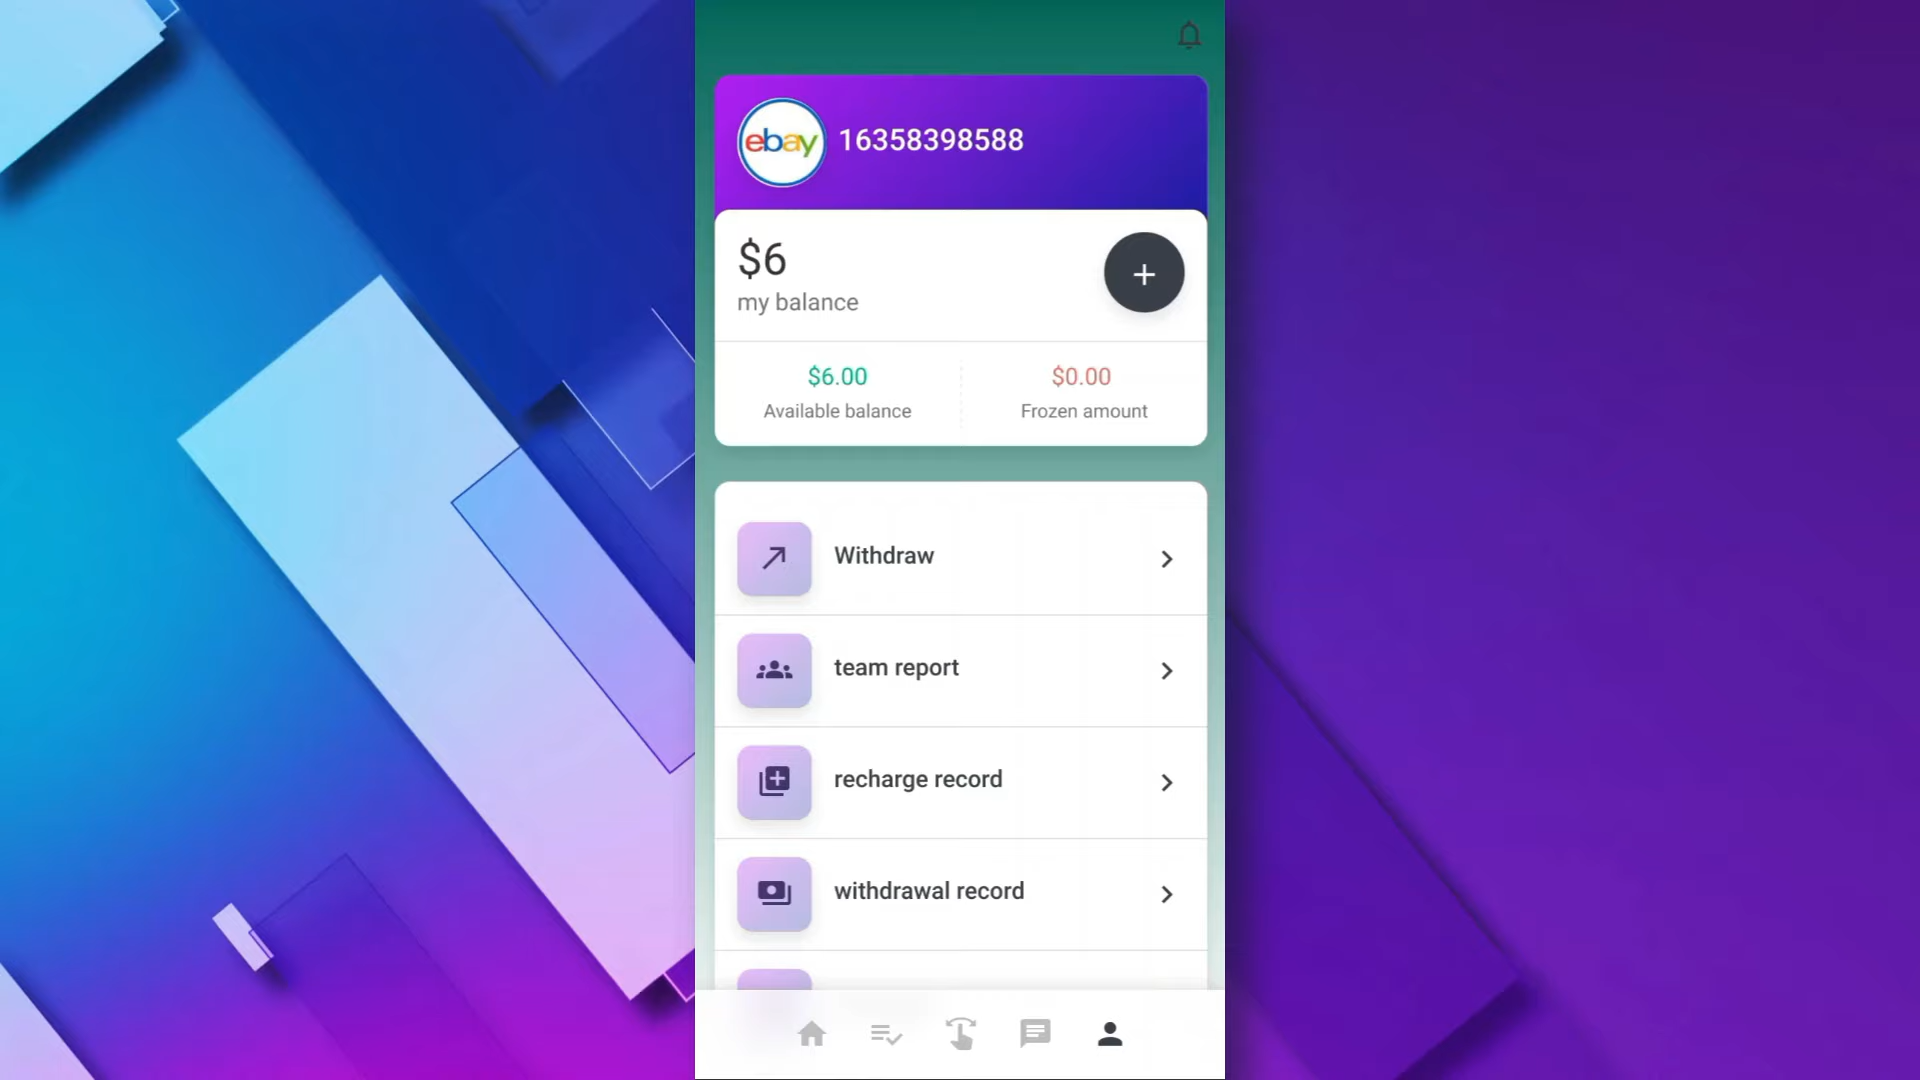 ebay
16358398588
$6
my balance
$6.00
$0.00
Available balance
Frozen amount
Withdraw
team report
recharge record
withdrawal record